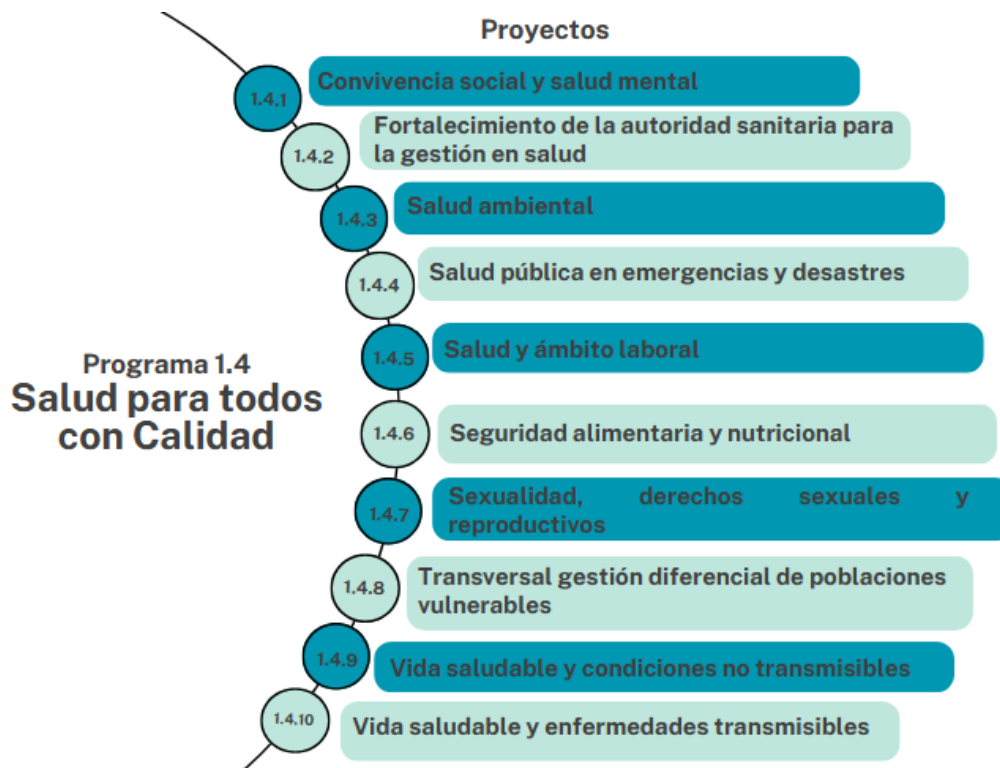 Proyectos
1.4.1
Convivencia social y salud mental
1.4.2
Fortalecimiento de la autoridad sanitaria para
la gestión en salud
1.4.3
Salud ambiental
1.4.4
Salud pública en emergencias y desastres
1.4.5
Salud y ámbito laboral
Programa 1.4
Salud para todos
con Calidad
1.4.6
Seguridad alimentaria y nutricional
1.4.7
Sexualidad, derechos sexuales y
reproductivos
1.4.8
Transversal gestión diferencial de poblaciones
vulnerables
1.4.9
Vida saludable y condiciones no transmisibles
1.4.10
Vida saludable y enfermedades transmisibles